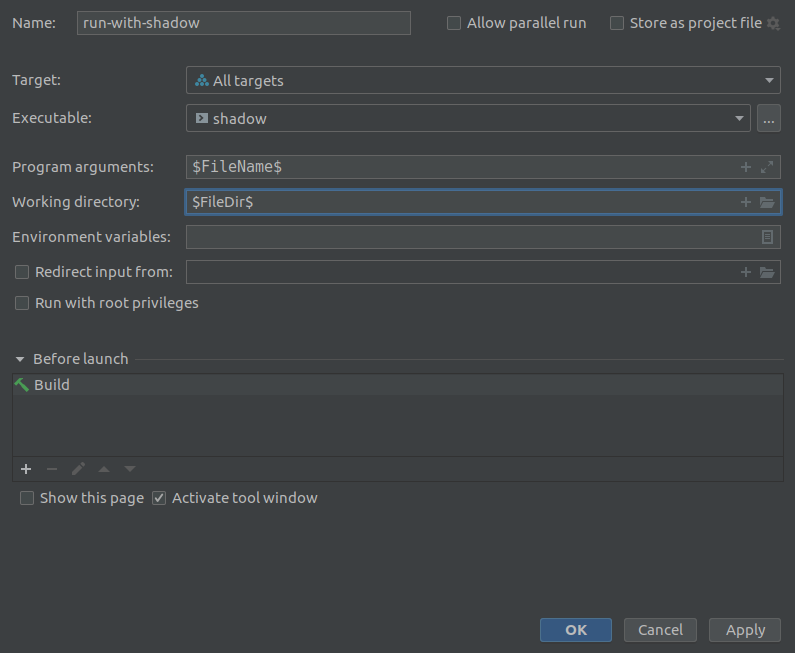 Name: run-with-shadow Allow parallel run Store as project file
Target: All targets
Executable: shadow ...
Program arguments: $FileName$
Working directory: $FileDir$
Environment variables:
Redirect input from:
Run with root privileges
Before launch
Build
Show this page Activate tool window
OK Cancel Apply